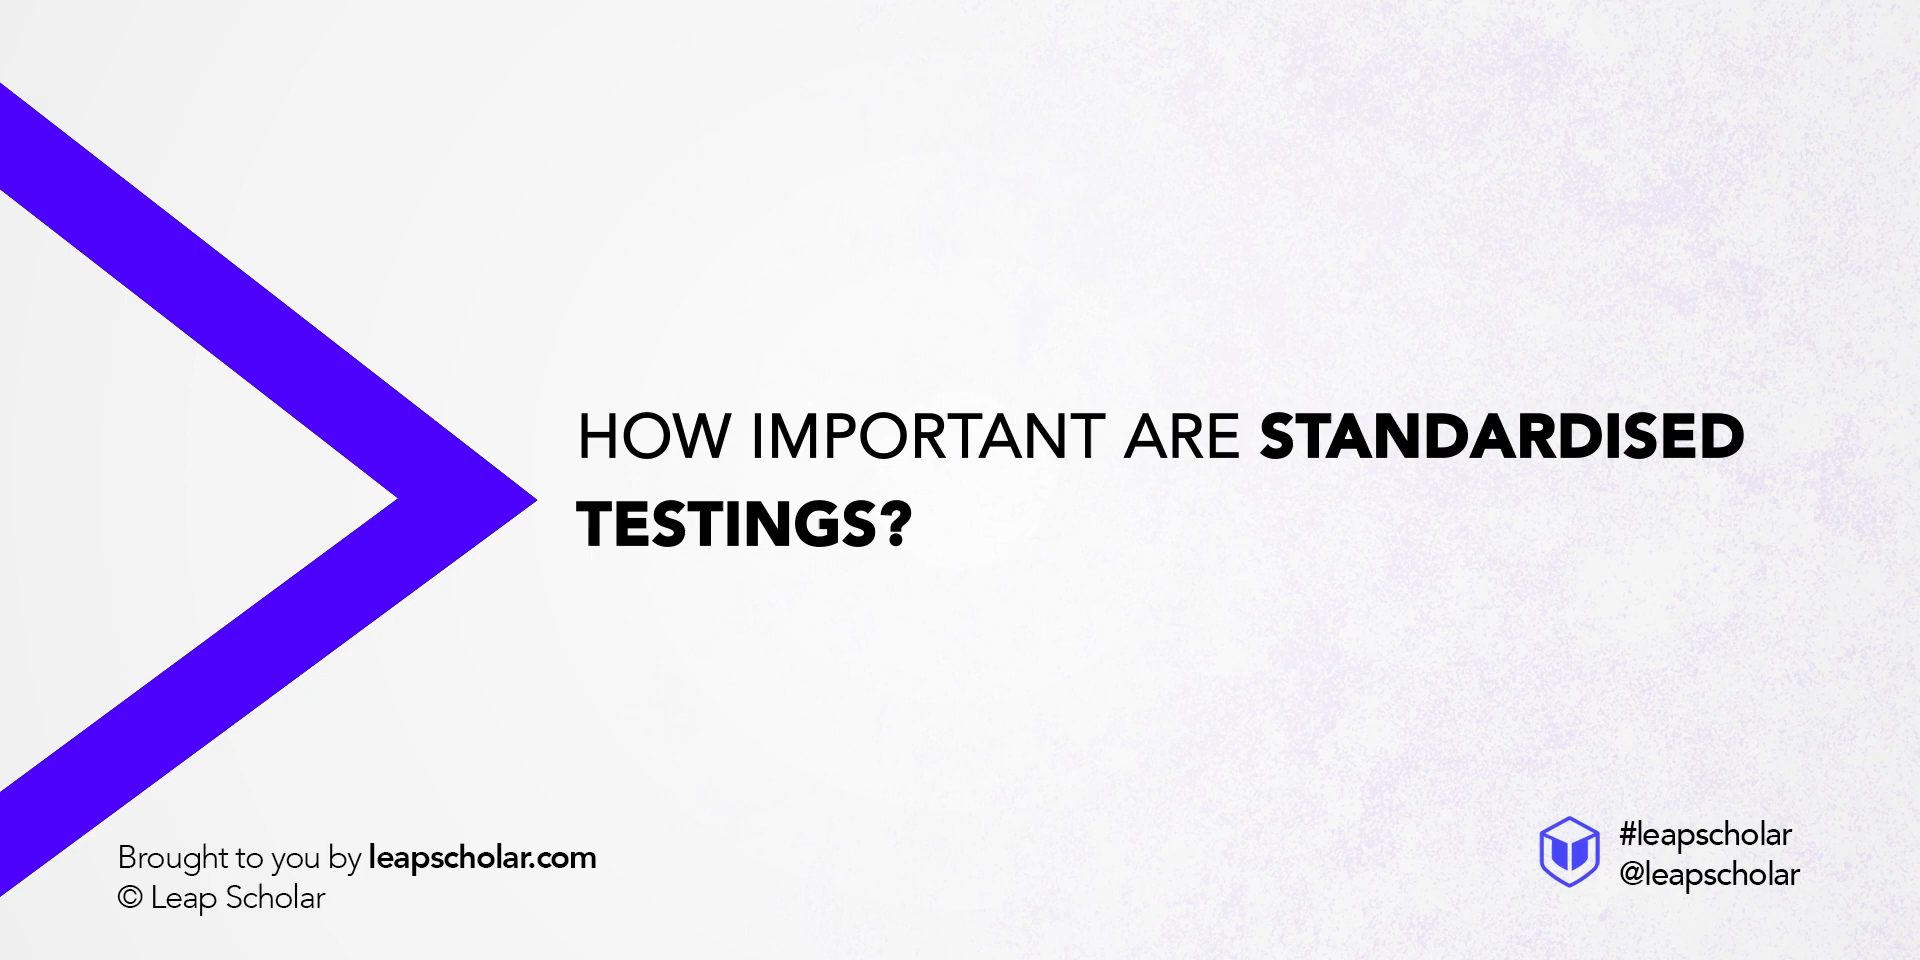 HOW IMPORTANT ARE STANDARDISED
TESTINGS?
Brought to you by leapscholar.com
© Leap Scholar
#leapscholar
@leapscholar